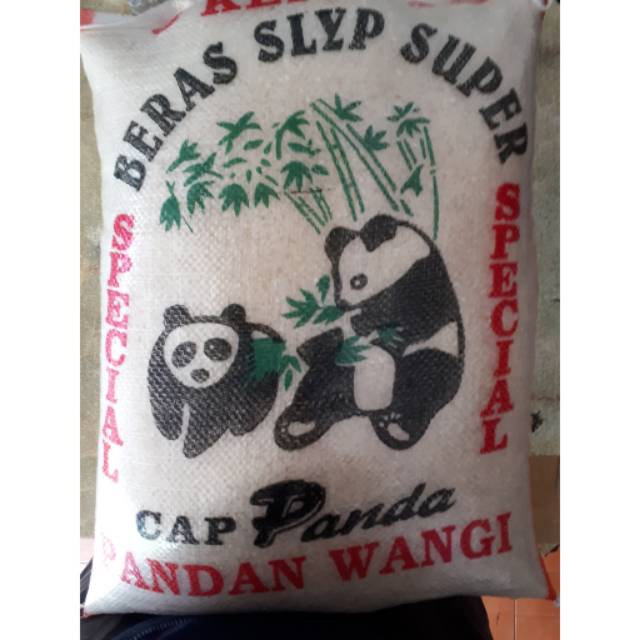 BERAS SLYP SUPER
SPECIAL
SPECIAL
CAP Panda
PANDAN WANGI